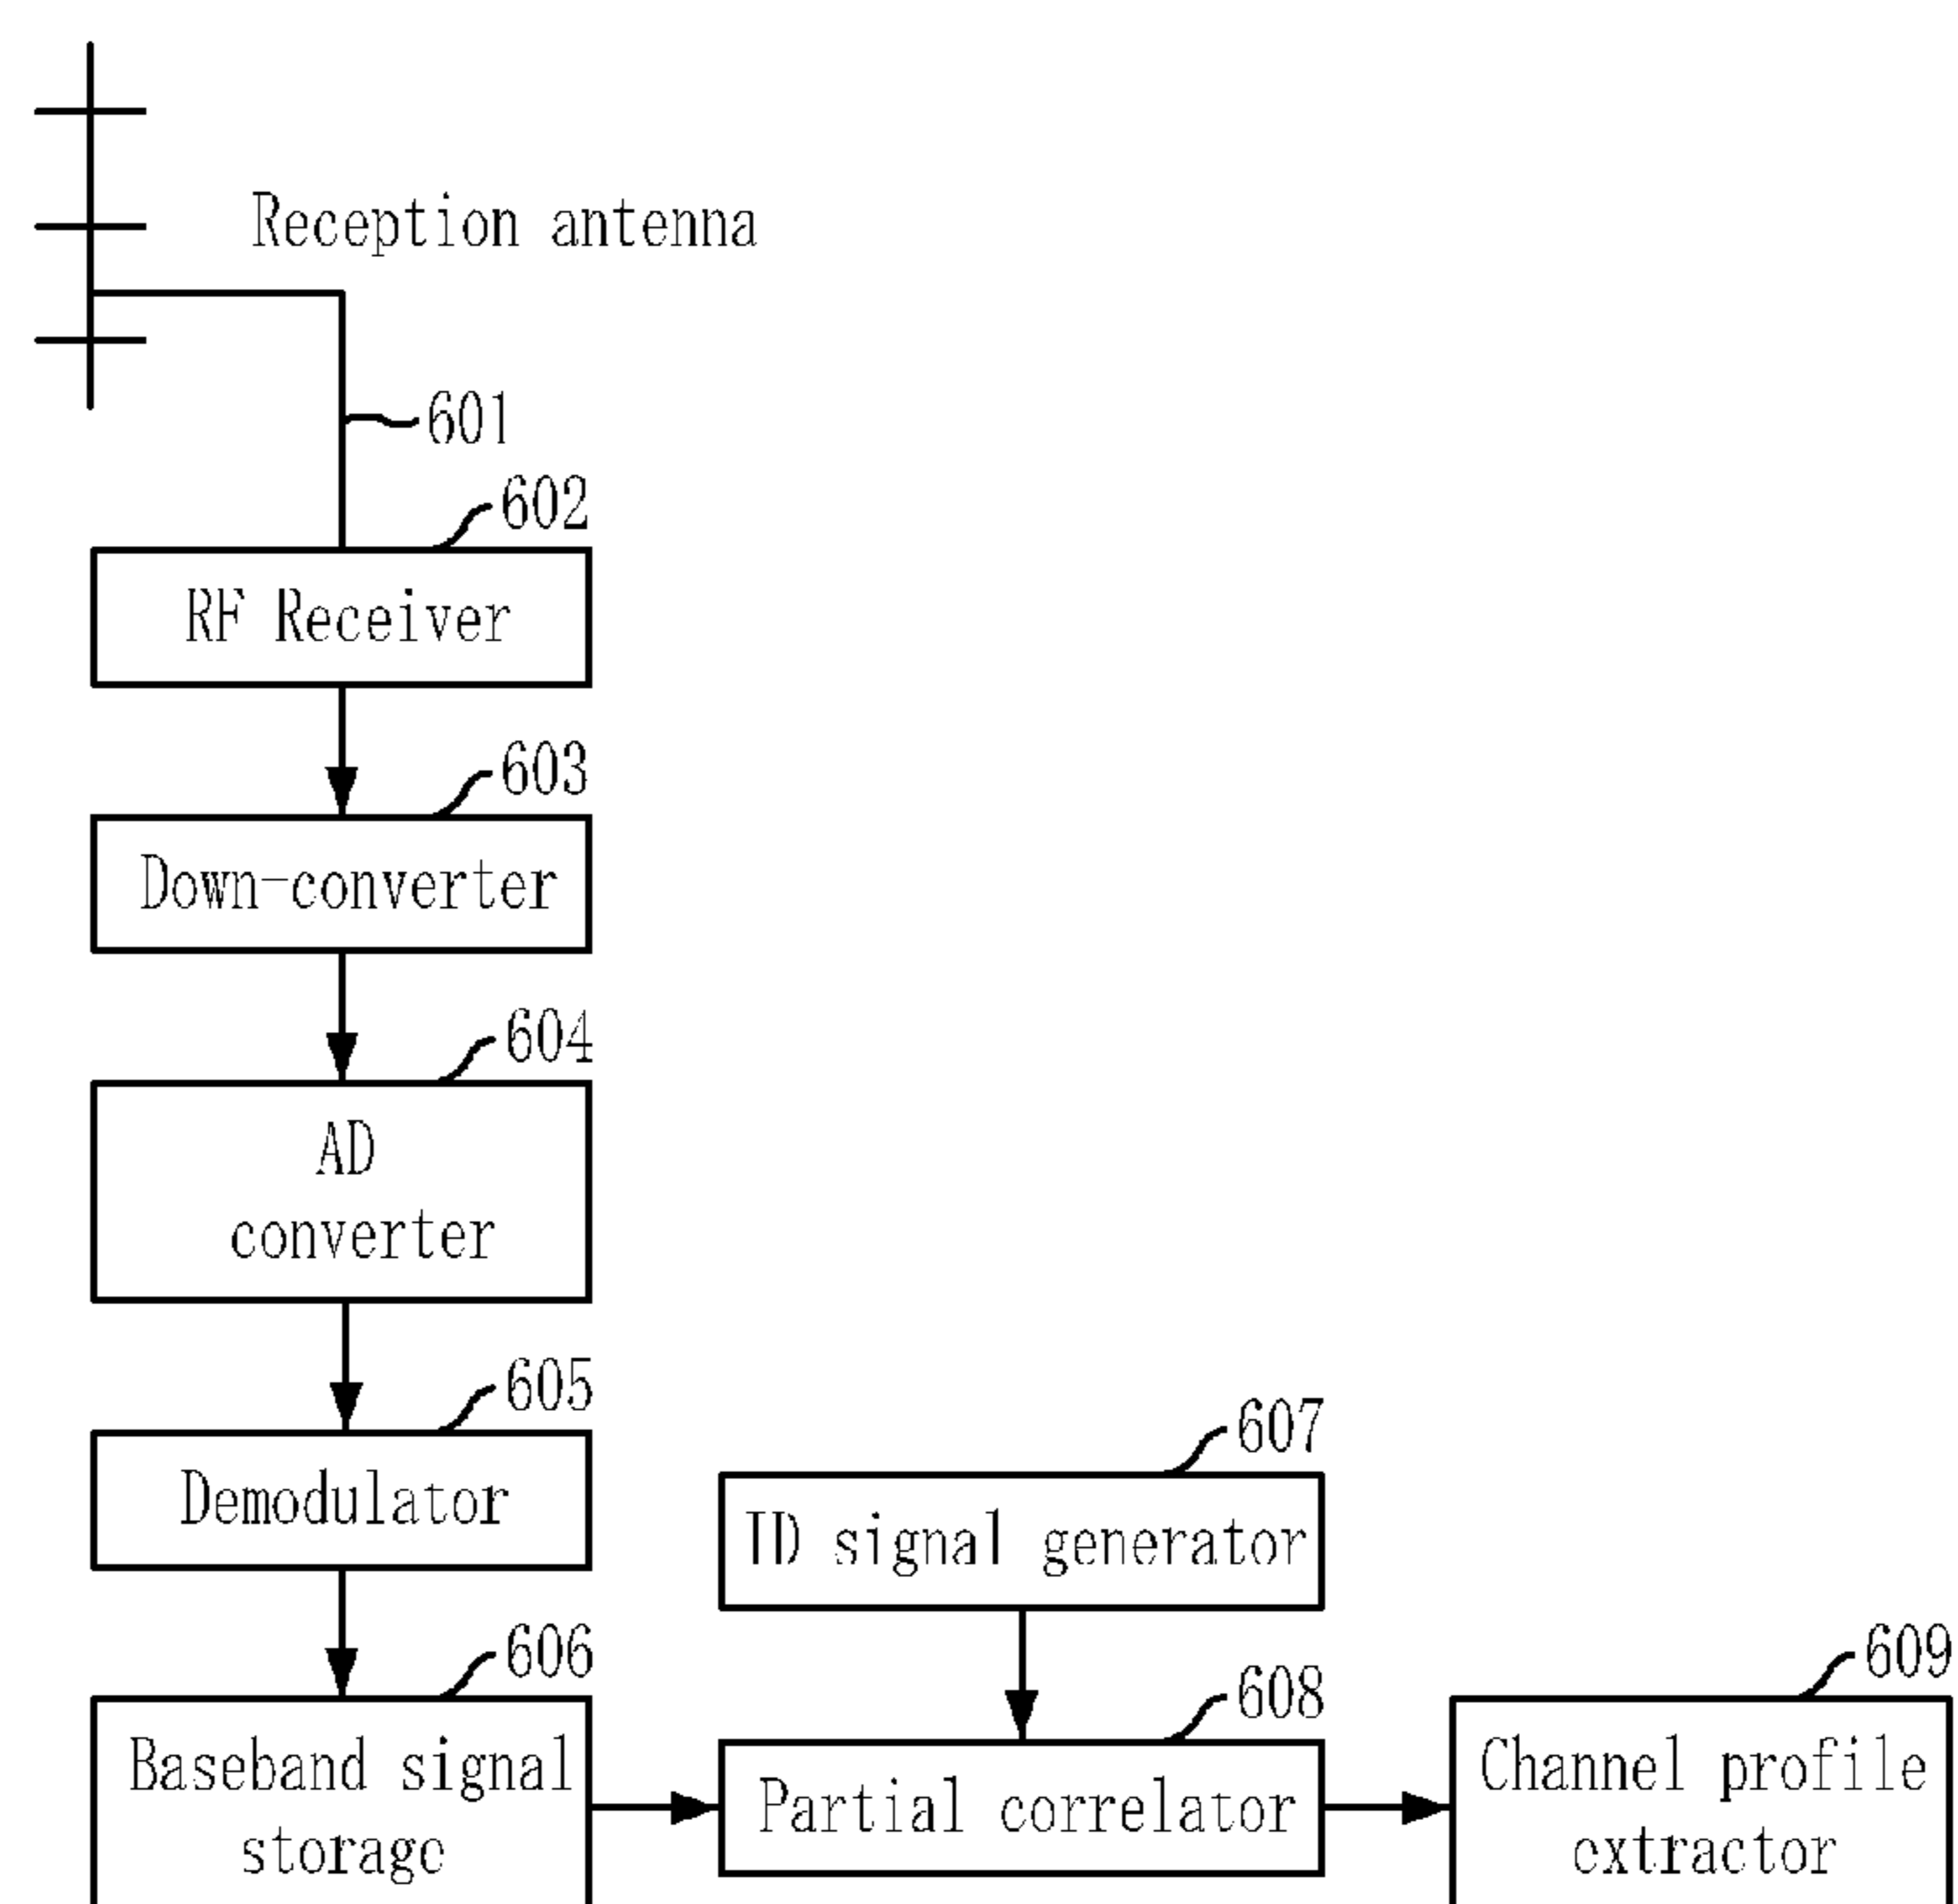 Reception antenna
601
602
RF Receiver
603
Down-converter
604
AD
converter
605
Demodulator
607
ID signal generator
606
Baseband signal
storage
608
Partial correlator
609
Channel profile
extractor